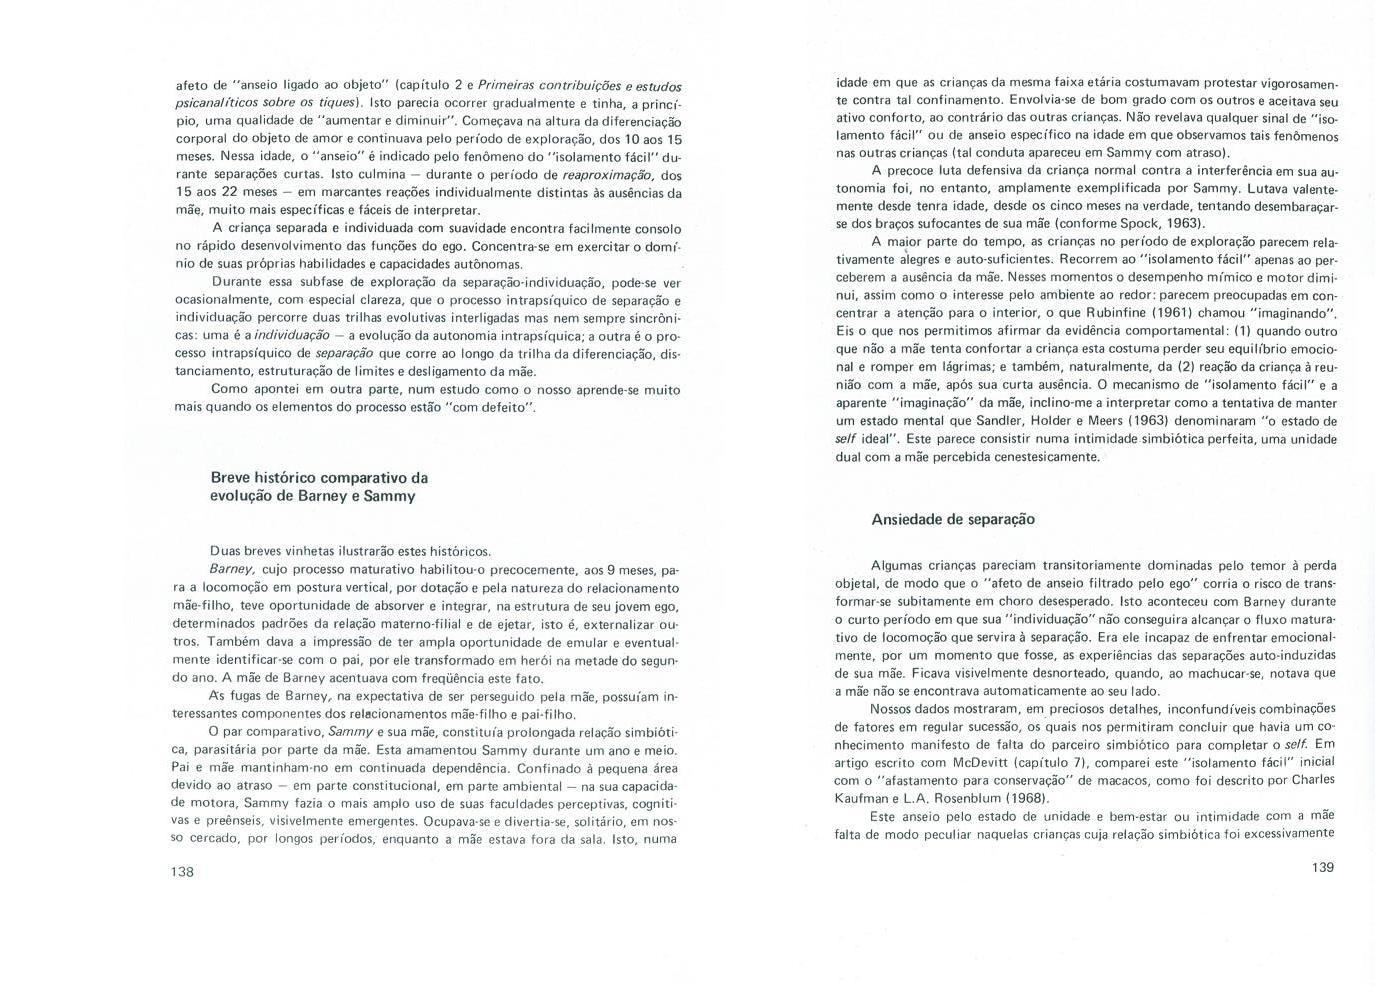 afeto de "anseio ligado ao objeto" (capítulo 2 e Primeiras contribuições e estudos
psicanalíticos sobre os tiques). Isto parecia ocorrer gradualmente e tinha, a princí-
pio, uma qualidade de "aumentar e diminuir". Começava na altura da diferenciação
corporal do objeto de amor e continuava pelo período de exploração, dos 10 aos 15
meses. Nessa idade, o "anseio" é indicado pelo fenômeno do "isolamento fácil" du-
rante separações curtas. Isto culmina — durante o período de reaproximação, dos
15 aos 22 meses — em marcantes reações individualmente distintas às ausências da
mãe, muito mais específicas e fáceis de interpretar.
A criança separada e individuada com suavidade encontra facilmente consolo
no rápido desenvolvimento das funções do ego. Concentra-se em exercitar o domí-
nio de suas próprias habilidades e capacidades autônomas.
Durante essa subfase de exploração da separação-individuação, pode-se ver
ocasionalmente, com especial clareza, que o processo intrapsíquico de separação e
individuação percorre duas trilhas evolutivas interligadas mas nem sempre sincrôni-
cas: uma é a individuação — a evolução da autonomia intrapsíquica; a outra é o pro-
cesso intrapsíquico de separação que corre ao longo da trilha da diferenciação, dis-
tanciamento, estruturação de limites e desligamento da mãe.
Como apontei em outra parte, num estudo como o nosso aprende-se muito
mais quando os elementos do processo estão "com defeito".
Breve histórico comparativo da
evolução de Barney e Sammy
Duas breves vinhetas ilustrarão estes históricos.
Barney, cujo processo maturativo habilitou-o precocemente, aos 9 meses, pa-
ra a locomoção em postura vertical, por dotação e pela natureza do relacionamento
mãe-filho, teve oportunidade de absorver e integrar, na estrutura de seu jovem ego,
determinados padrões da relação materno-filial e de ejetar, isto é, externalizar ou-
tros. Também dava a impressão de ter ampla oportunidade de emular e eventual-
mente identificar-se com o pai, por ele transformado em herói na metade do segun-
do ano. A mãe de Barney acentuava com freqüência este fato.
As fugas de Barney, na expectativa de ser perseguido pela mãe, possuíam in-
teressantes componentes dos relacionamentos mãe-filho e pai-filho.
O par comparativo, Sammy e sua mãe, constituía prolongada relação simbióti-
ca, parasitária por parte da mãe. Esta amamentou Sammy durante um ano e meio.
Pai e mãe mantinham-no em continuada dependência. Confinado à pequena área
devido ao atraso — em parte constitucional, em parte ambiental — na sua capacida-
de motora, Sammy fazia o mais amplo uso de suas faculdades perceptivas, cogniti-
vas e preênseis, visivelmente emergentes. Ocupava-se e divertia-se, solitário, em nos-
so cercado, por longos períodos, enquanto a mãe estava fora da sala. Isto, numa
138
idade em que as crianças da mesma faixa etária costumavam protestar vigorosamen-
te contra tal confinamento. Envolvia-se de bom grado com os outros e aceitava seu
ativo conforto, ao contrário das outras crianças. Não revelava qualquer sinal de "iso-
lamento fácil" ou de anseio específico na idade em que observamos tais fenômenos
nas outras crianças (tal conduta apareceu em Sammy com atraso).
A precoce luta defensiva da criança normal contra a interferência em sua au-
tonomia foi, no entanto, amplamente exemplificada por Sammy. Lutava valente-
mente desde tenra idade, desde os cinco meses na verdade, tentando desembaraçar-
se dos braços sufocantes de sua mãe (conforme Spock, 1963).
A maior parte do tempo, as crianças no período de exploração parecem rela-
tivamente alegres e auto-suficientes. Recorrem ao "isolamento fácil" apenas ao per-
ceberem a ausência da mãe. Nesses momentos o desempenho mímico e motor dimi-
nui, assim como o interesse pelo ambiente ao redor: parecem preocupadas em con-
centrar a atenção para o interior, o que Rubinfine (1961) chamou "imaginando".
Eis o que nos permitimos afirmar da evidência comportamental: (1) quando outro
que não a mãe tenta confortar a criança esta costuma perder seu equilíbrio emocio-
nal e romper em lágrimas; e também, naturalmente, da (2) reação da criança à reu-
nião com a mãe, após sua curta ausência. O mecanismo de "isolamento fácil" e a
aparente "imaginação" da mãe, inclino-me a interpretar como a tentativa de manter
um estado mental que Sandler, Holder e Meers (1963) denominaram "o estado de
self ideal". Este parece consistir numa intimidade simbiótica perfeita, uma unidade
dual com a mãe percebida cenestesicamente.
Ansiedade de separação
Algumas crianças pareciam transitoriamente dominadas pelo temor à perda
objetal, de modo que o "afeto de anseio filtrado pelo ego" corria o risco de trans-
formar-se subitamente em choro desesperado. Isto aconteceu com Barney durante
o curto período em que sua "individuação" não conseguira alcançar o fluxo matura-
tivo de locomoção que servira à separação. Era ele incapaz de enfrentar emocional-
mente, por um momento que fosse, as experiências das separações auto-induzidas
de sua mãe. Ficava visivelmente desnorteado, quando, ao machucar-se, notava que
a mãe não se encontrava automaticamente ao seu lado.
Nossos dados mostraram, em preciosos detalhes, inconfundíveis combinações
de fatores em regular sucessão, os quais nos permitiram concluir que havia um co-
nhecimento manifesto de falta do parceiro simbiótico para completar o self. Em
artigo escrito com McDevitt (capítulo 7), comparei este "isolamento fácil" inicial
com o "afastamento para conservação" de macacos, como foi descrito por Charles
Kaufman e L.A. Rosenblum (1968).
Este anseio pelo estado de unidade e bem-estar ou intimidade com a mãe
falta de modo peculiar naquelas crianças cuja relação simbiótica foi excessivamente
139